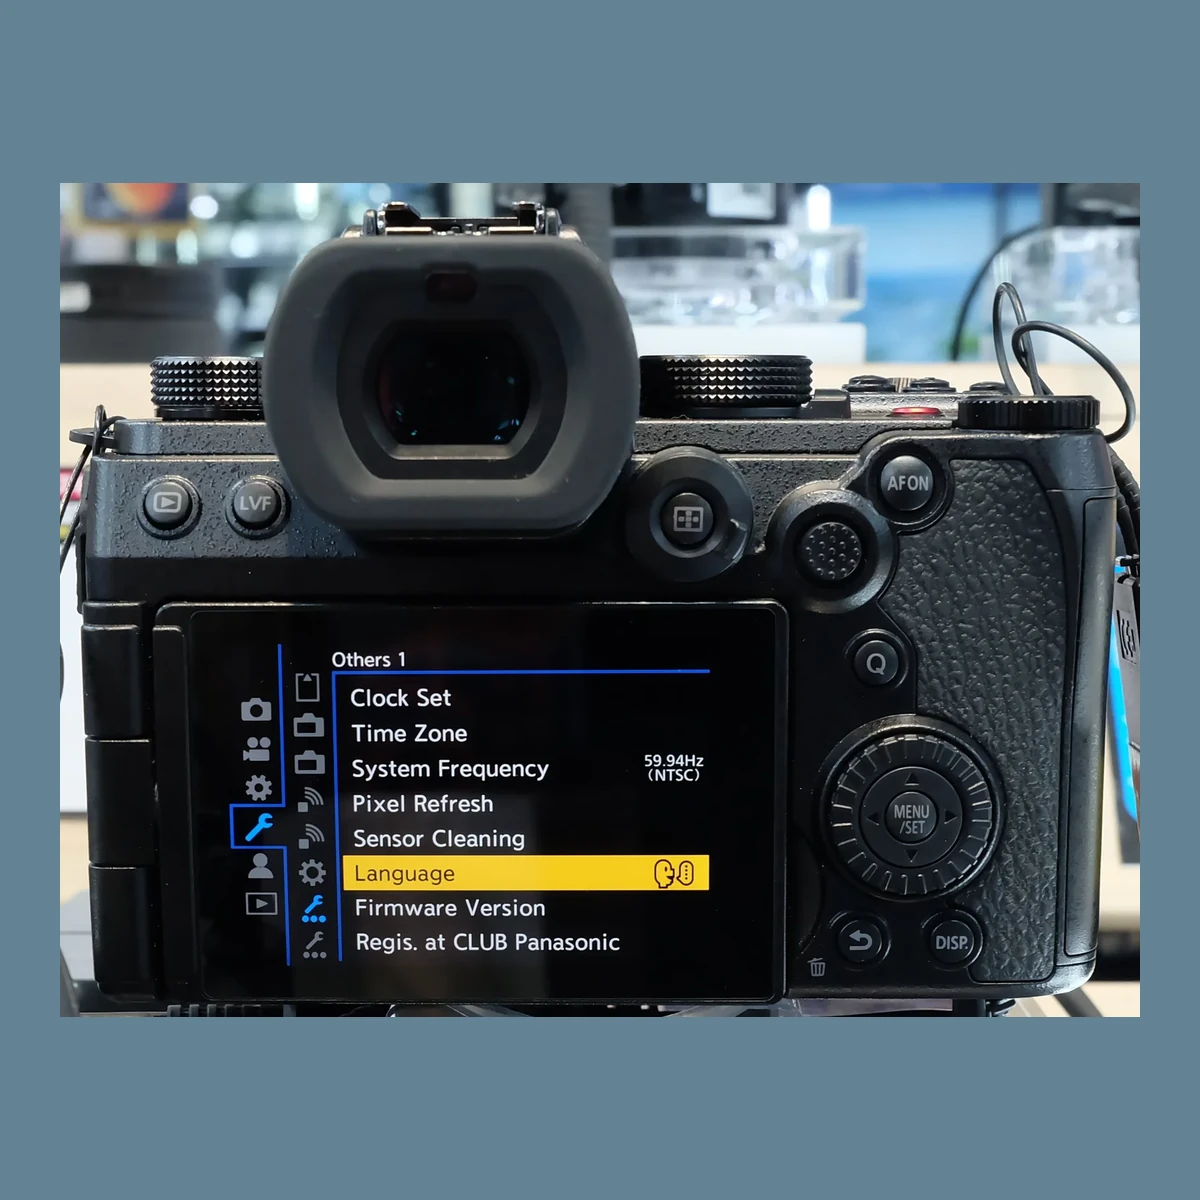 LVF
AF ON
Q
Others 1
Clock Set
Time Zone
System Frequency 59.94Hz
(NTSC)
Pixel Refresh
Sensor Cleaning
Language
Firmware Version
Regis. at CLUB Panasonic
MENU
/SET
DISP.